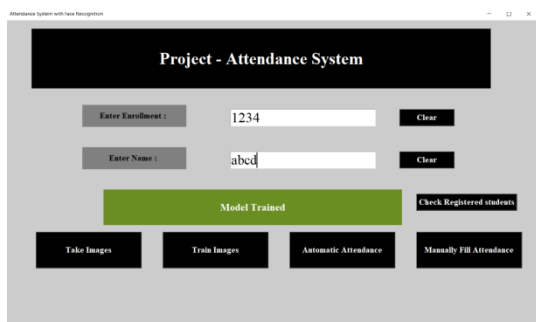 Attendance System with Face Recognition
Project - Attendance System
Enter Enrollment :
1234
Clear
Enter Name :
abcd
Clear
Model Trained
Check Registered students
Take Images
Train Images
Automatic Attendance
Manually Fill Attendance